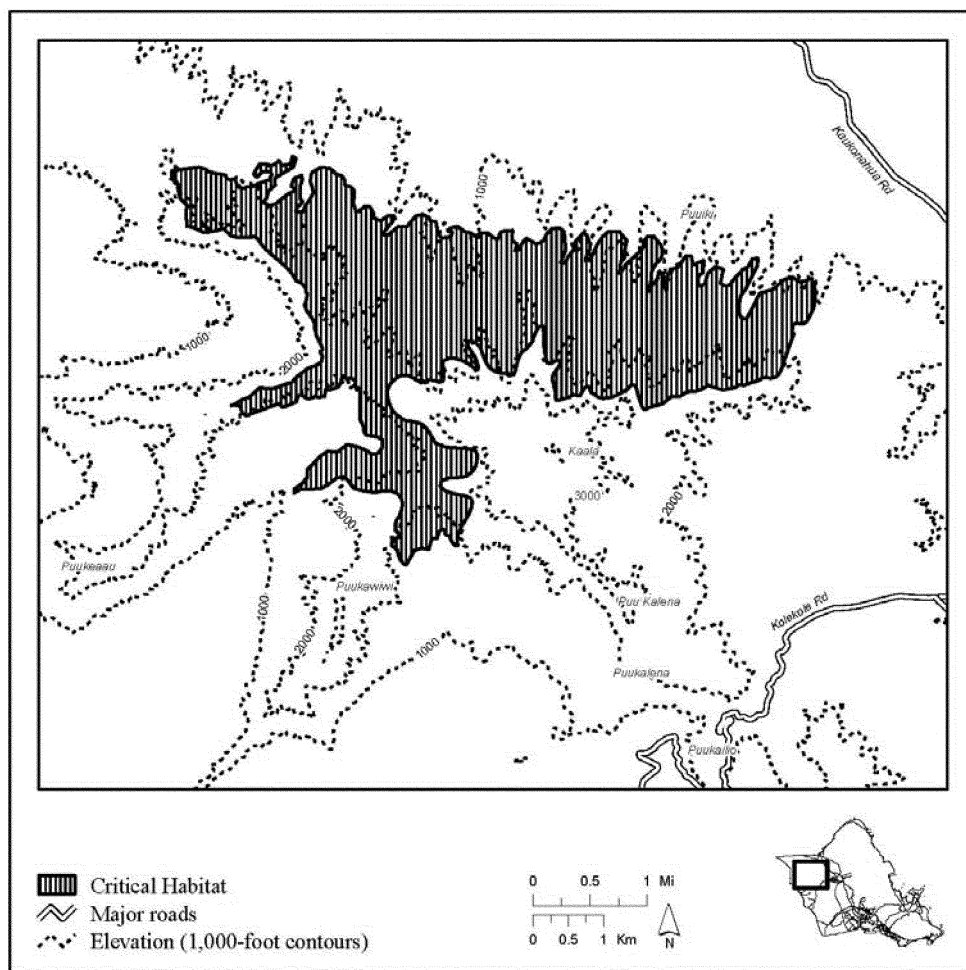 Kaukonahua Rd
1000
Puuiki
1000
2000
Kaala
3000
2000
2000
Puukeaau
Puukawiwi
1000
2000
1000
Puu Kalena
Kolekole Rd
Puukalena
Puukailio
Critical Habitat
Major roads
Elevation (1,000-foot contours)
0 0.5 1 Mi
0 0.5 1 Km
N